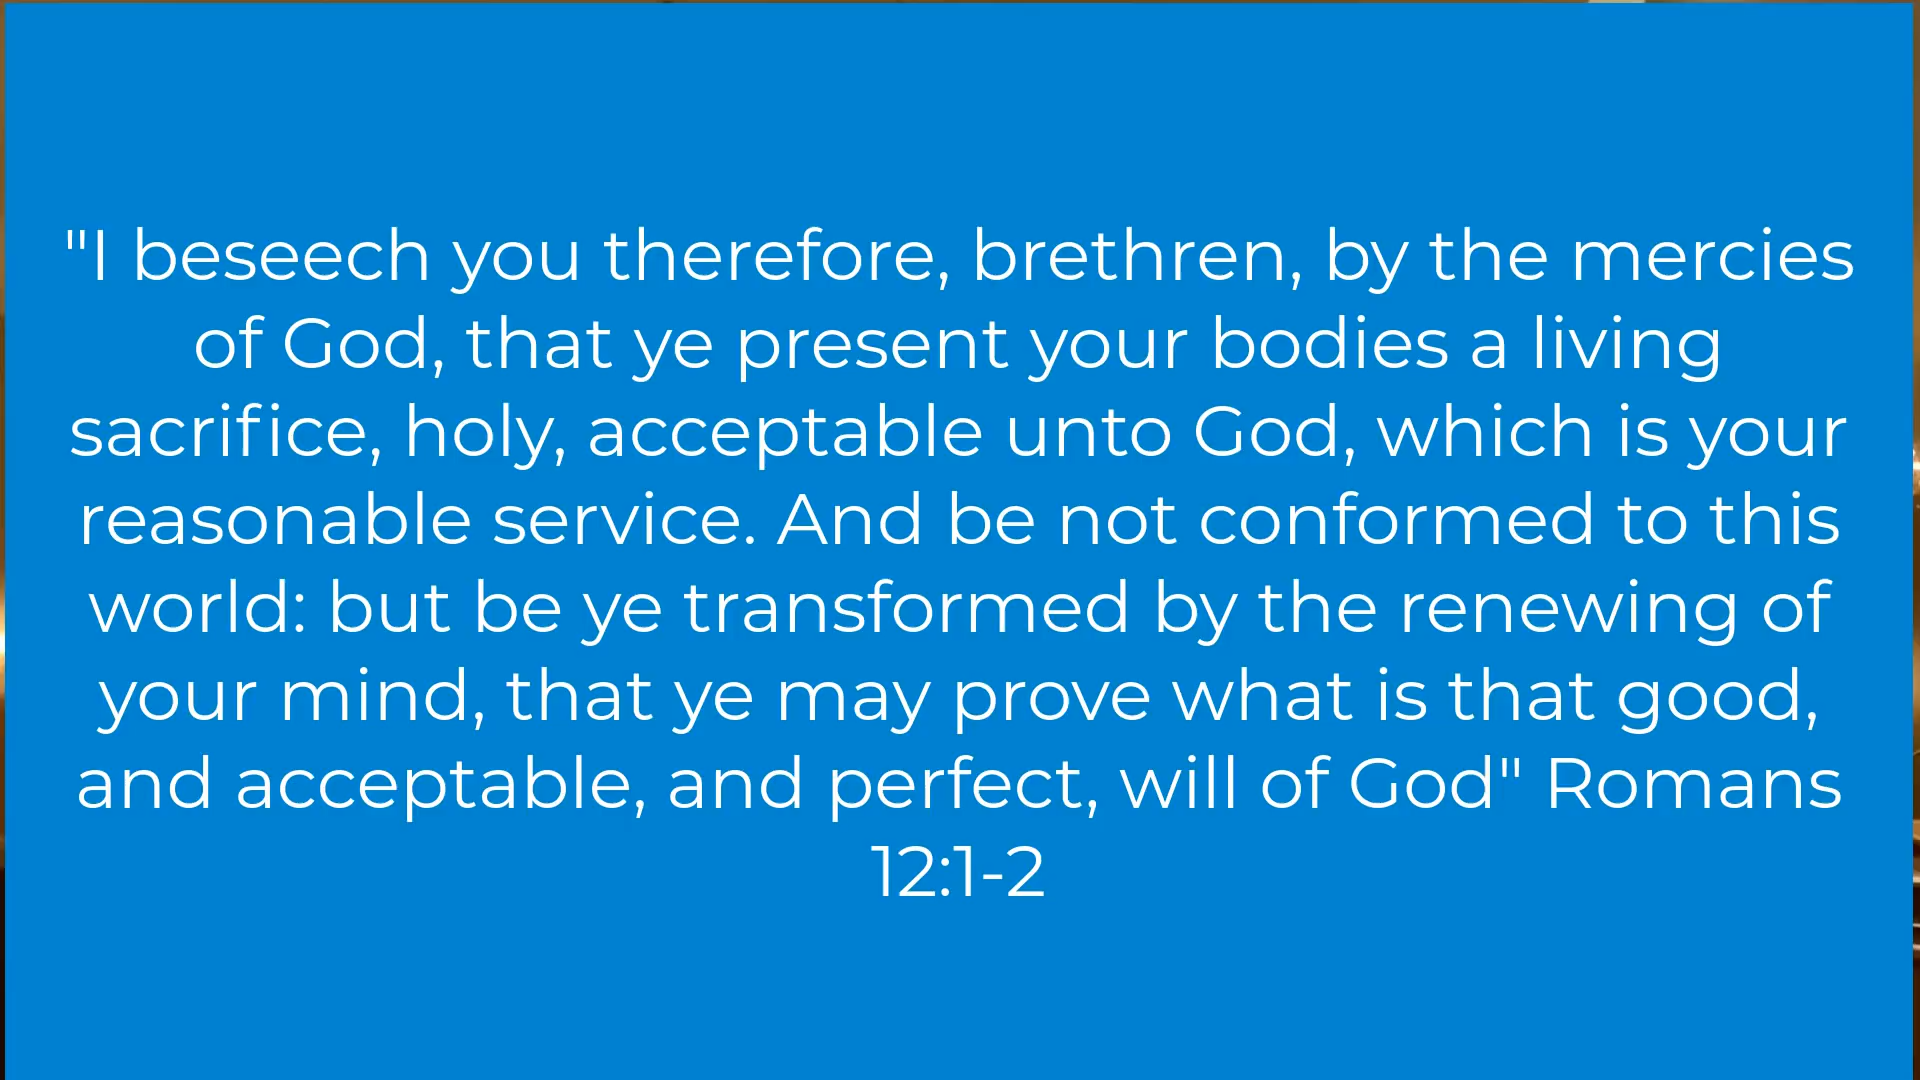 "I beseech you therefore, brethren, by the mercies
of God, that ye present your bodies a living
sacrifice, holy, acceptable unto God, which is your
reasonable service. And be not conformed to this
world: but be ye transformed by the renewing of
your mind, that ye may prove what is that good,
and acceptable, and perfect, will of God" Romans
12:1-2